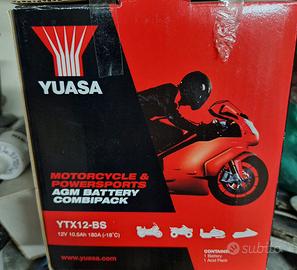 YUASA
MOTORCYCLE &
POWERSPORTS
AGM BATTERY
COMBIPACK
YTX12-BS
12V 10.5Ah 180A (-18°C)
www.yuasa.com
CONTAINS:
1 Battery
1 Acid Pack
subito